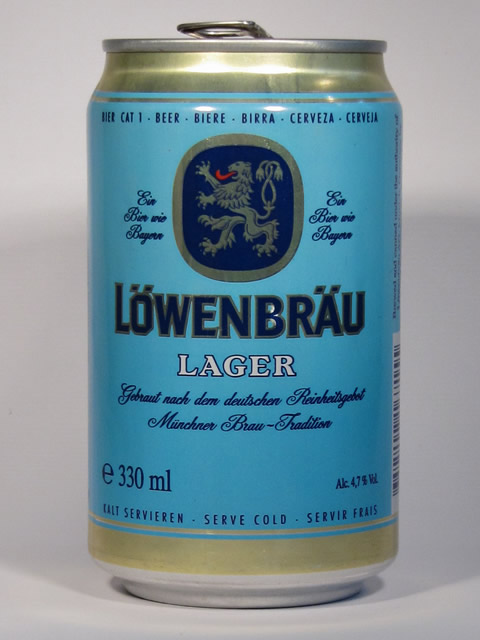 BIER CAT 1 · BEER · BIERE · BIRRA · CERVEZA · CERVEJA
Ein
Bier wie
Bayern
Ein
Bier wie
Bayern
LÖWENBRÄU
LAGER
Gebraut nach dem deutschen Reinheitsgebot
Münchner Brau-Tradition
e 330 ml
Alc. 4,7 % Vol.
KALT SERVIEREN · SERVE COLD · SERVIR FRAIS